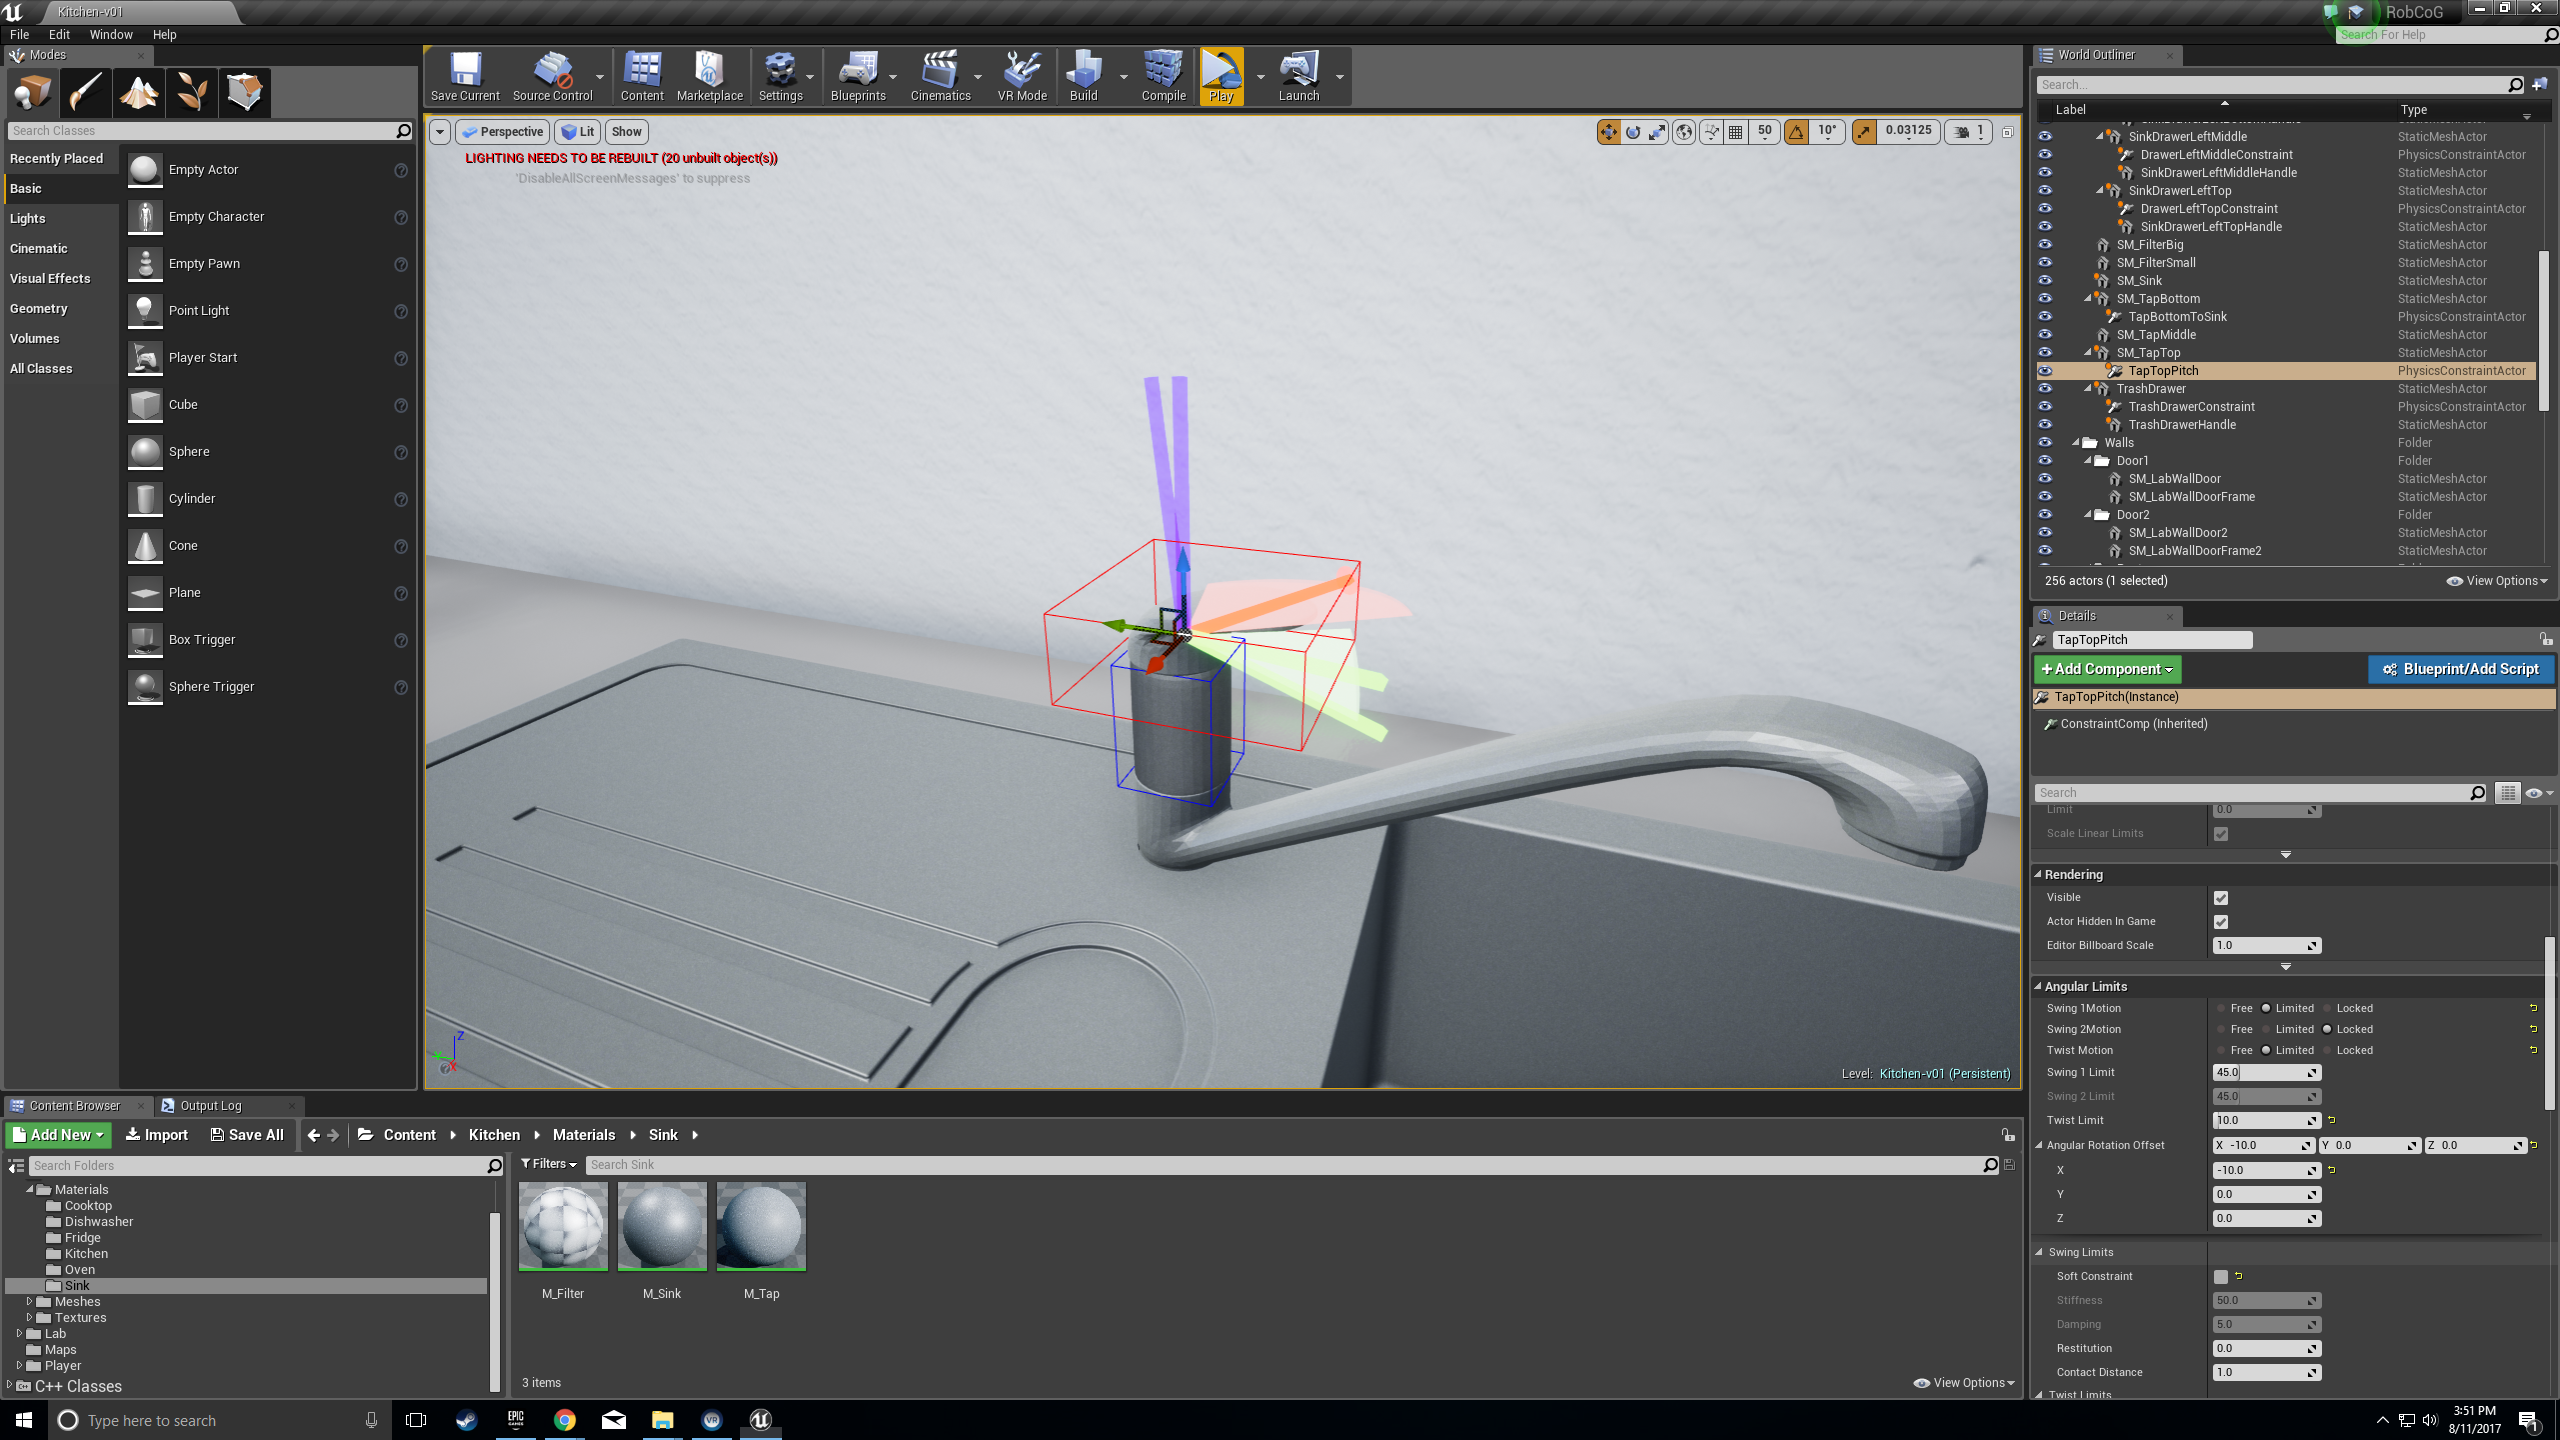 Kitchen-v01
RobCoG
File Edit Window Help
Search For Help
Modes
Search Classes
Recently Placed
Basic
Lights
Cinematic
Visual Effects
Geometry
Volumes
All Classes
Empty Actor
Empty Character
Empty Pawn
Point Light
Player Start
Cube
Sphere
Cylinder
Cone
Plane
Box Trigger
Sphere Trigger
Save Current Source Control Content Marketplace Settings Blueprints Cinematics VR Mode Build Compile Play Launch
Perspective Lit Show
50 10° 0.03125 1
LIGHTING NEEDS TO BE REBUILT (20 unbuilt object(s))
'DisableAllScreenMessages' to suppress
Z
X
Level: Kitchen-v01 (Persistent)
World Outliner
Search...
Label Type
SinkDrawerLeftMiddle StaticMeshActor
DrawerLeftMiddleConstraint PhysicsConstraintActor
SinkDrawerLeftMiddleHandle StaticMeshActor
SinkDrawerLeftTop StaticMeshActor
DrawerLeftTopConstraint PhysicsConstraintActor
SinkDrawerLeftTopHandle StaticMeshActor
SM_FilterBig StaticMeshActor
SM_FilterSmall StaticMeshActor
SM_Sink StaticMeshActor
SM_TapBottom StaticMeshActor
TapBottomToSink PhysicsConstraintActor
SM_TapMiddle StaticMeshActor
SM_TapTop StaticMeshActor
TapTopPitch PhysicsConstraintActor
TrashDrawer StaticMeshActor
TrashDrawerConstraint PhysicsConstraintActor
TrashDrawerHandle StaticMeshActor
Walls Folder
Door1 Folder
SM_LabWallDoor StaticMeshActor
SM_LabWallDoorFrame StaticMeshActor
Door2 Folder
SM_LabWallDoor2 StaticMeshActor
SM_LabWallDoorFrame2 StaticMeshActor
256 actors (1 selected) View Options
Details
TapTopPitch
+Add Component Blueprint/Add Script
TapTopPitch(Instance)
ConstraintComp (Inherited)
Search
Limit 0.0
Scale Linear Limits
Rendering
Visible
Actor Hidden In Game
Editor Billboard Scale 1.0
Angular Limits
Swing 1Motion Free Limited Locked
Swing 2Motion Free Limited Locked
Twist Motion Free Limited Locked
Swing 1 Limit 45.0
Swing 2 Limit 45.0
Twist Limit 10.0
Angular Rotation Offset X -10.0 Y 0.0 Z 0.0
X -10.0
Y 0.0
Z 0.0
Swing Limits
Soft Constraint
Stiffness 50.0
Damping 5.0
Restitution 0.0
Contact Distance 1.0
Twist Limits
Content Browser Output Log
Add New Import Save All Content Kitchen Materials Sink
Search Folders
Filters Search Sink
Materials
Cooktop
Dishwasher
Fridge
Kitchen
Oven
Sink
Meshes
Textures
Lab
Maps
Player
C++ Classes
M_Filter M_Sink M_Tap
3 items View Options
Type here to search
EPIC GAMES
VR
3:51 PM
8/11/2017
1